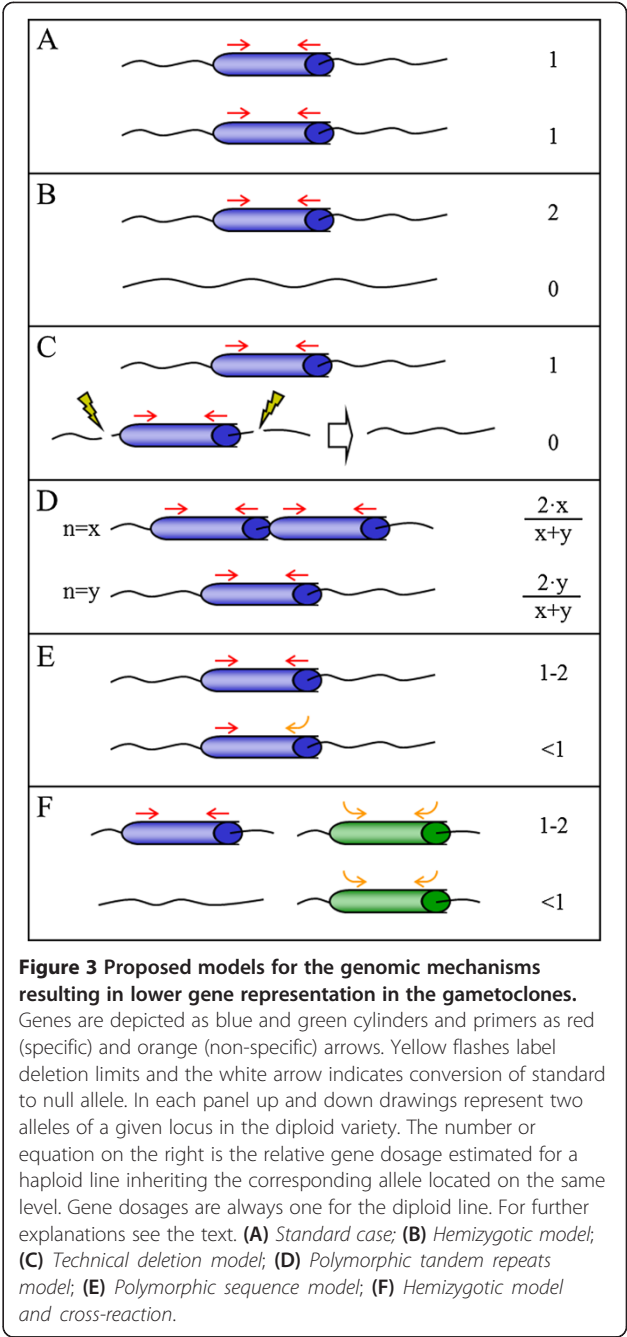 A
1
1
B
2
0
C
1
0
D
n=x
2·x
x+y
n=y
2·y
x+y
E
1-2
<1
F
1-2
<1
Figure 3 Proposed models for the genomic mechanisms
resulting in lower gene representation in the gametoclones.
Genes are depicted as blue and green cylinders and primers as red
(specific) and orange (non-specific) arrows. Yellow flashes label
deletion limits and the white arrow indicates conversion of standard
to null allele. In each panel up and down drawings represent two
alleles of a given locus in the diploid variety. The number or
equation on the right is the relative gene dosage estimated for a
haploid line inheriting the corresponding allele located on the same
level. Gene dosages are always one for the diploid line. For further
explanations see the text. (A) Standard case; (B) Hemizygotic model;
(C) Technical deletion model; (D) Polymorphic tandem repeats
model; (E) Polymorphic sequence model; (F) Hemizygotic model
and cross-reaction.